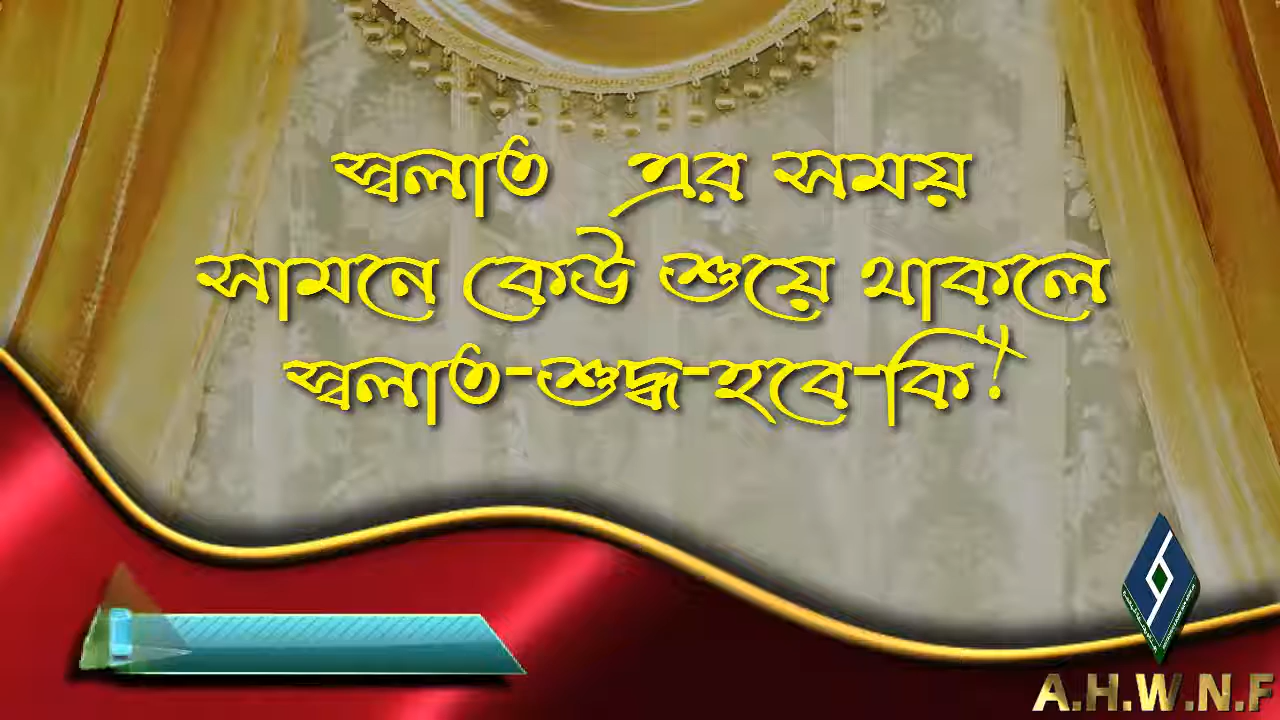 স্বলাত এর সময়
সামনে কেউ শুয়ে থাকলে
স্বলাত-শুদ্ধ-হবে-কি!
A.H.W.N.F